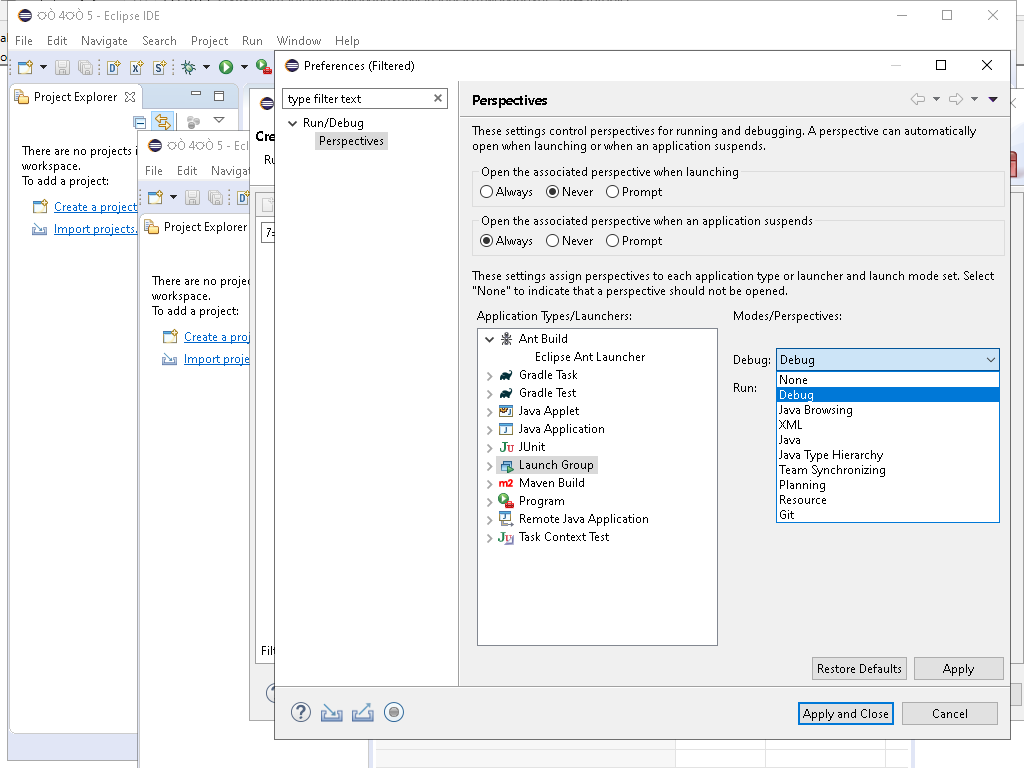 Eclipse IDE
File Edit Navigate Search Project Run Window Help
Project Explorer
There are no projects
workspace.
To add a project:
Create a project
Import projects.
Ecl
File Edit Naviga
Project Explorer
There are no proje
workspace.
To add a project:
Create a proj
Import proje
Cre
Ru
Filt
Preferences (Filtered)
type filter text
Run/Debug
Perspectives
Perspectives
These settings control perspectives for running and debugging. A perspective can automatically
open when launching or when an application suspends.
Open the associated perspective when launching
Always Never Prompt
Open the associated perspective when an application suspends
Always Never Prompt
These settings assign perspectives to each application type or launcher and launch mode set. Select
"None" to indicate that a perspective should not be opened.
Application Types/Launchers:
Ant Build
Eclipse Ant Launcher
Gradle Task
Gradle Test
Java Applet
Java Application
JUnit
Launch Group
Maven Build
Program
Remote Java Application
Task Context Test
Modes/Perspectives:
Debug: Debug
Run:
None
Debug
Java Browsing
XML
Java
Java Type Hierarchy
Team Synchronizing
Planning
Resource
Git
Restore Defaults Apply
Apply and Close Cancel